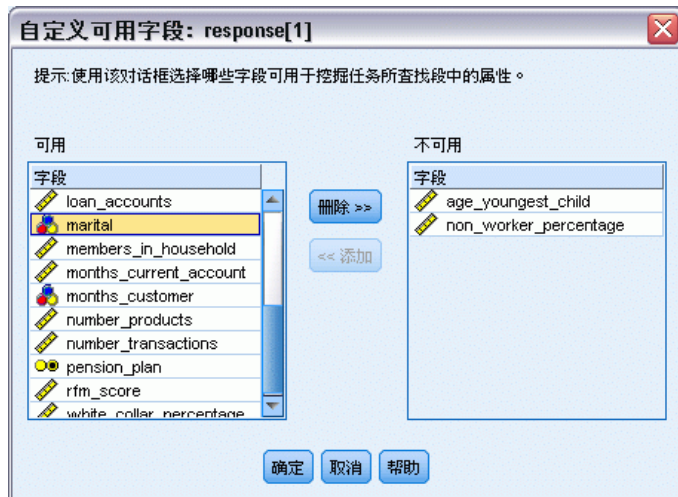 自定义可用字段: response[1]
提示:使用该对话框选择哪些字段可用于挖掘任务所查找段中的属性。
可用
字段
loan_accounts
marital
members_in_household
months_current_account
months_customer
number_products
number_transactions
pension_plan
rfm_score
white_collar_percentage
删除 >>
<< 添加
不可用
字段
age_youngest_child
non_worker_percentage
确定
取消
帮助